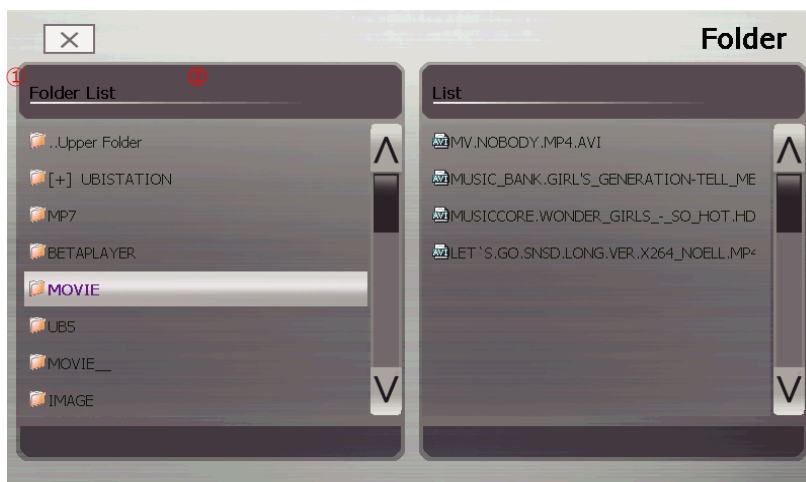 Folder
① ②
Folder List
..Upper Folder
[+] UBISTATION
MP7
BETAPLAYER
MOVIE
UB5
MOVIE__
IMAGE
List
MV.NOBODY.MP4.AVI
MUSIC_BANK.GIRL'S_GENERATION-TELL_ME
MUSICCORE.WONDER_GIRLS_-_SO_HOT.HD
LET`S.GO.SNSD.LONG.VER.X264_NOELL.MP4